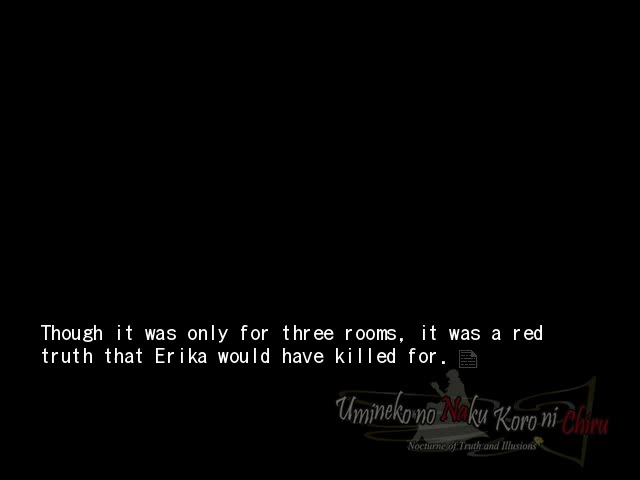 Though it was only for three rooms, it was a red
truth that Erika would have killed for.
Umineko no Naku Koro ni Chiru
Nocturne of Truth and Illusions